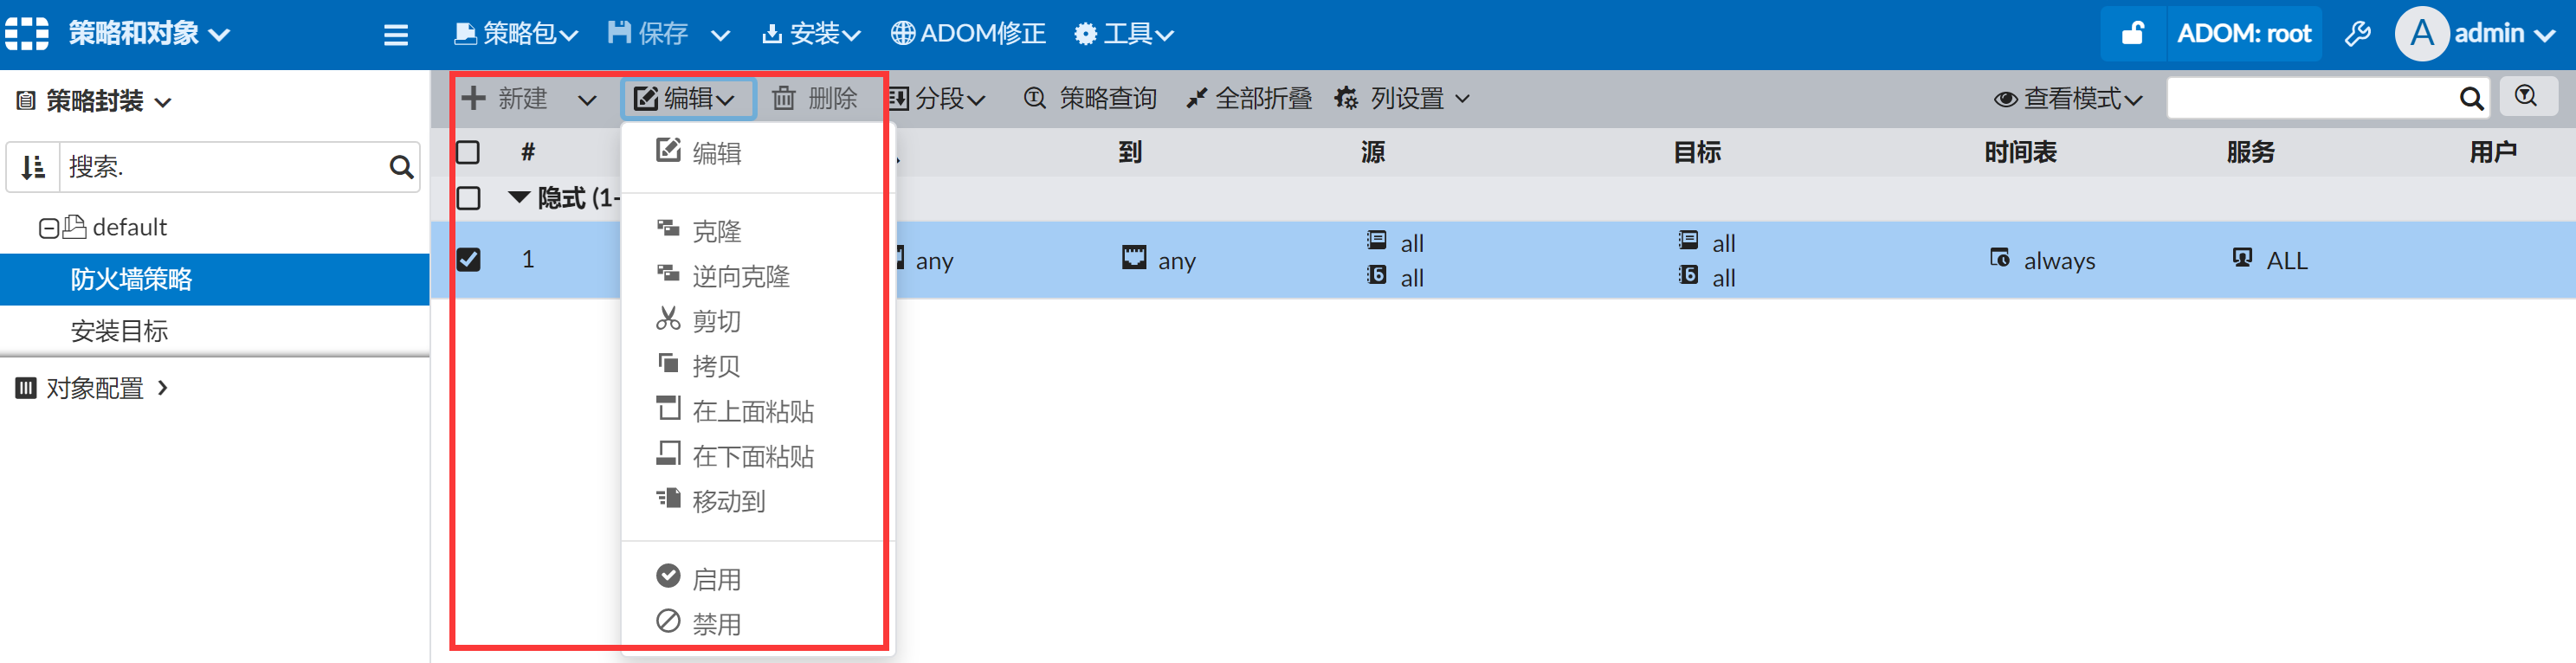 策略和对象 策略包 保存 安装 ADOM修正 工具 ADOM: root A admin
策略封装 新建 编辑 删除 分段 策略查询 全部折叠 列设置 查看模式
搜索. # 到 源 目标 时间表 服务 用户
隐式 (1-
default
防火墙策略
安装目标
对象配置
1 any any all all always ALL
all all
编辑
克隆
逆向克隆
剪切
拷贝
在上面粘贴
在下面粘贴
移动到
启用
禁用